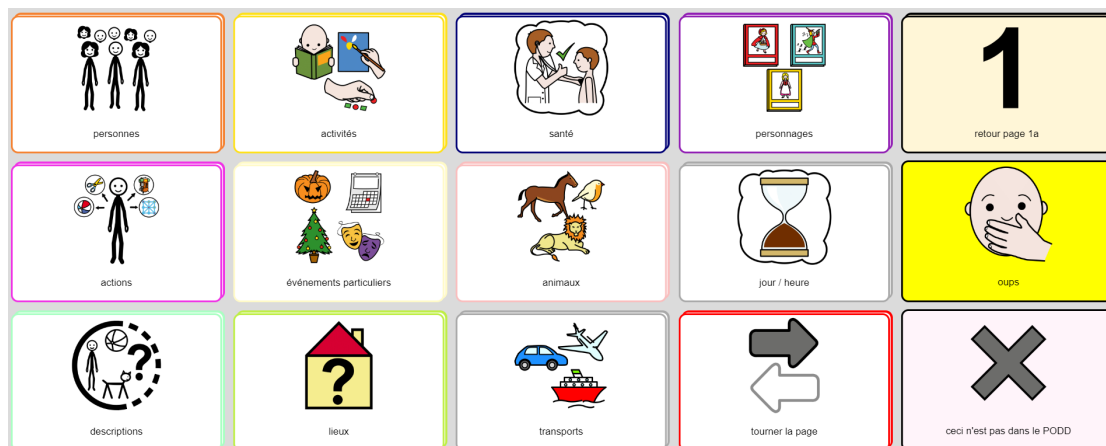 personnes
activités
santé
personnages
1
retour page 1a
actions
événements particuliers
animaux
jour / heure
oups
?
descriptions
?
lieux
transports
tourner la page
ceci n'est pas dans le PODD